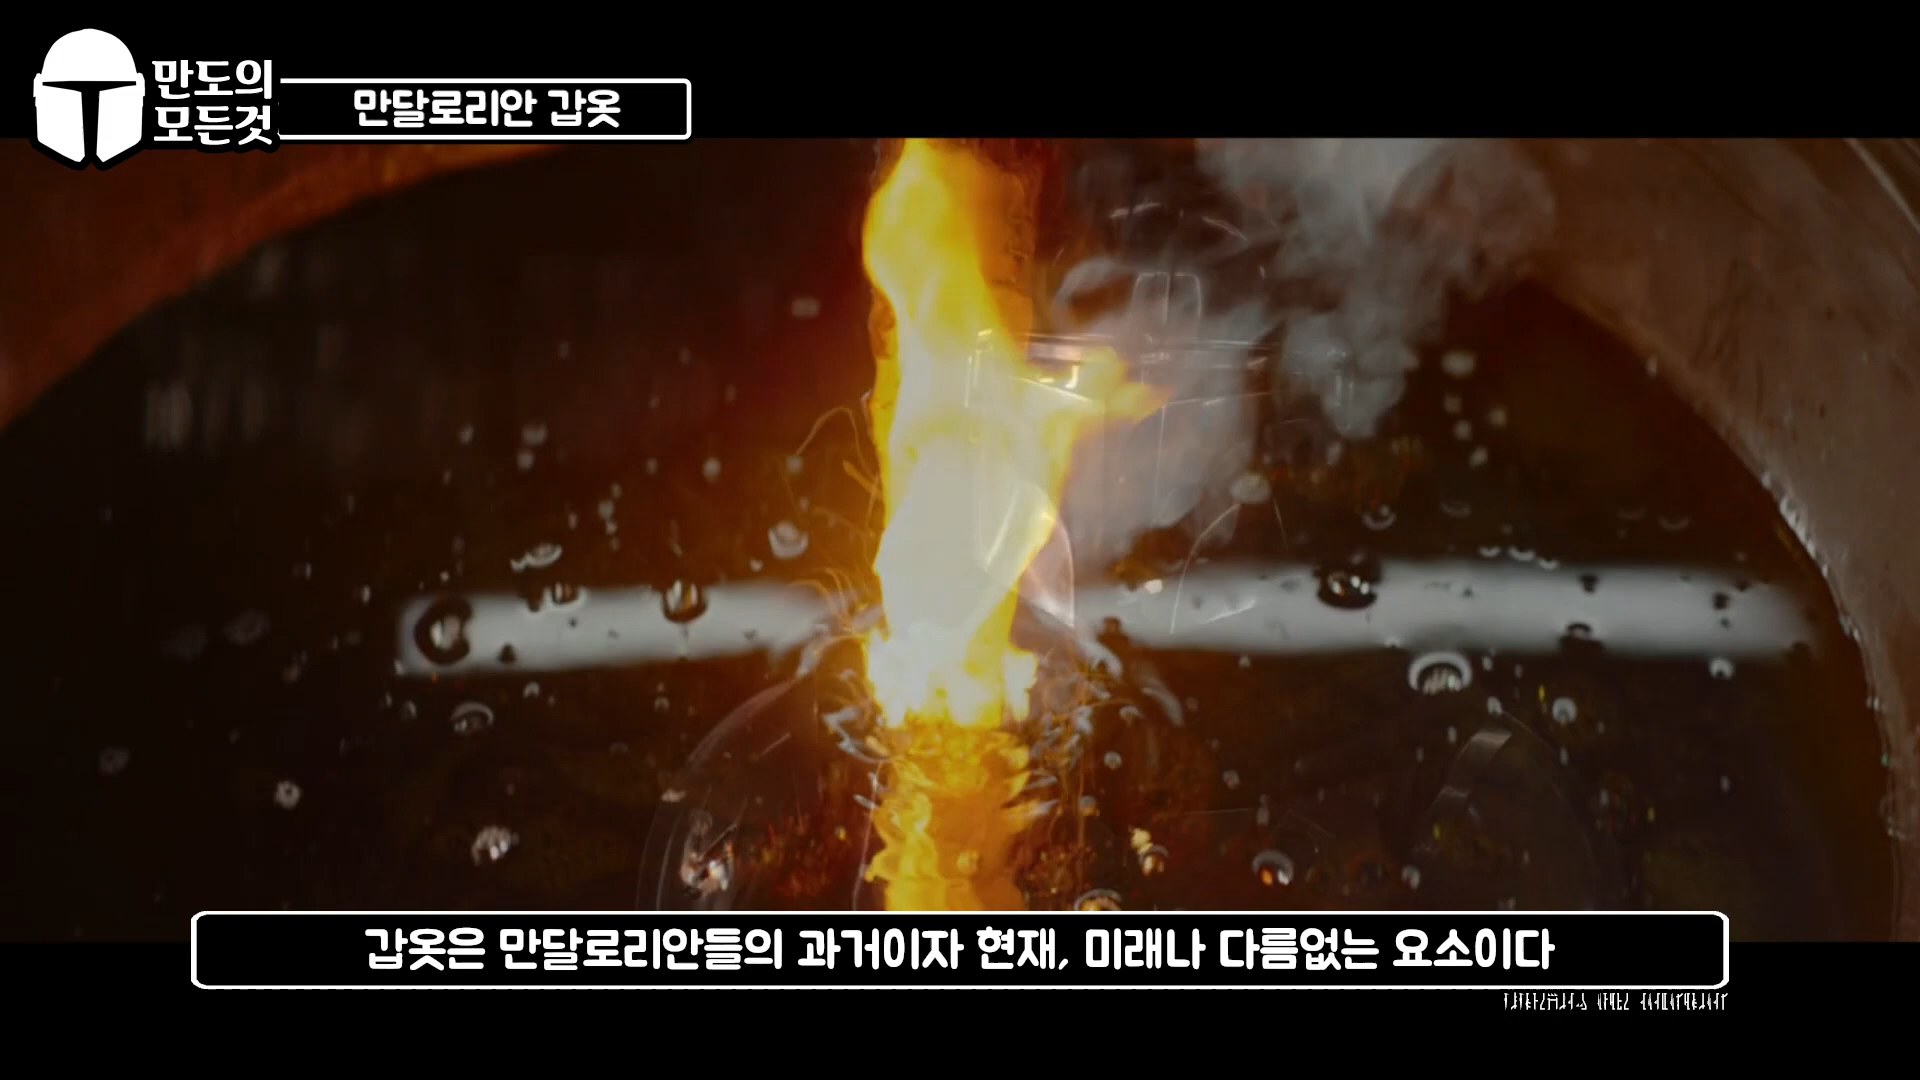 만도의
모든것
만달로리안 갑옷
갑옷은 만달로리안들의 과거이자 현재, 미래나 다름없는 요소이다